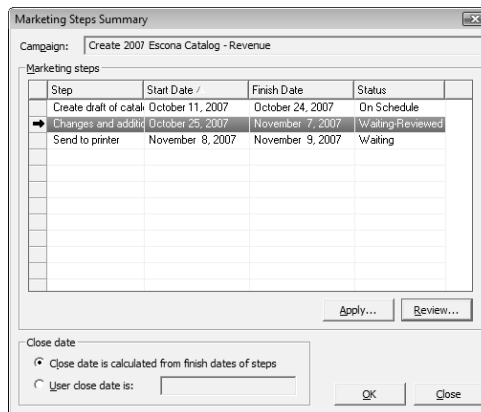 Marketing Steps Summary
Campaign: Create 2007 Escona Catalog - Revenue
Marketing steps
Step Start Date Finish Date Status
Create draft of catal October 11, 2007 October 24, 2007 On Schedule
Changes and additic October 25, 2007 November 7, 2007 Waiting-Reviewed
Send to printer November 8, 2007 November 9, 2007 Waiting
Apply... Review...
Close date
Close date is calculated from finish dates of steps
User close date is:
OK Close